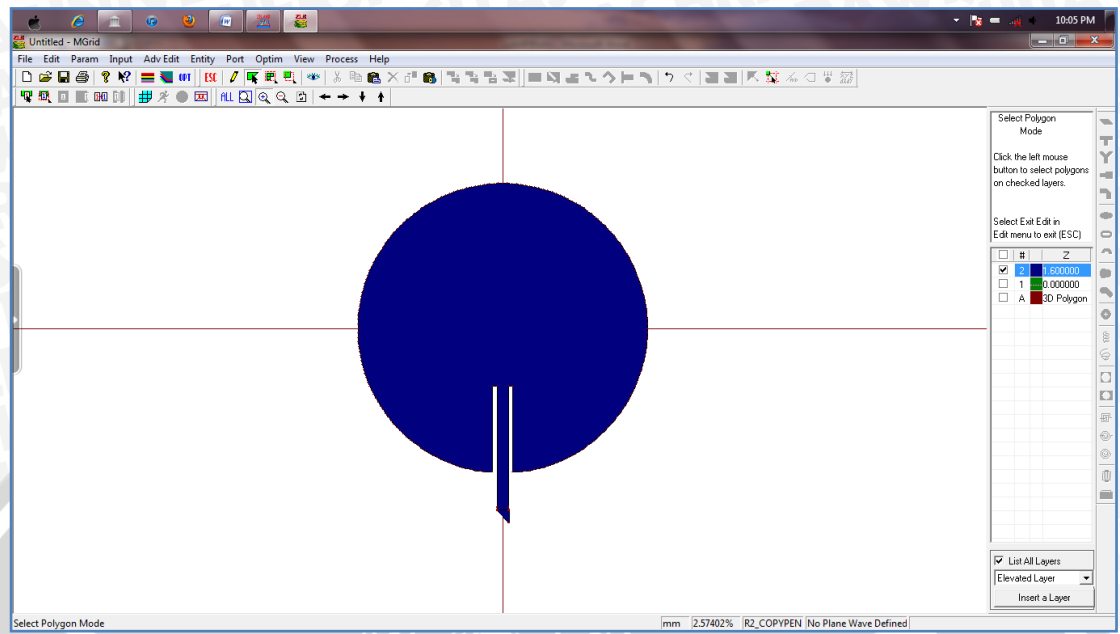 10:05 PM
Untitled - MGrid
File Edit Param Input Adv Edit Entity Port Optim View Process Help
OPT ESC
ALL
Select Polygon
Mode
Click the left mouse
button to select polygons
on checked layers.
Select Exit Edit in
Edit menu to exit (ESC)
# Z
2 1.600000
1 0.000000
A 3D Polygon
List All Layers
Elevated Layer
Insert a Layer
Select Polygon Mode mm 2.57402% R2_COPYPEN No Plane Wave Defined